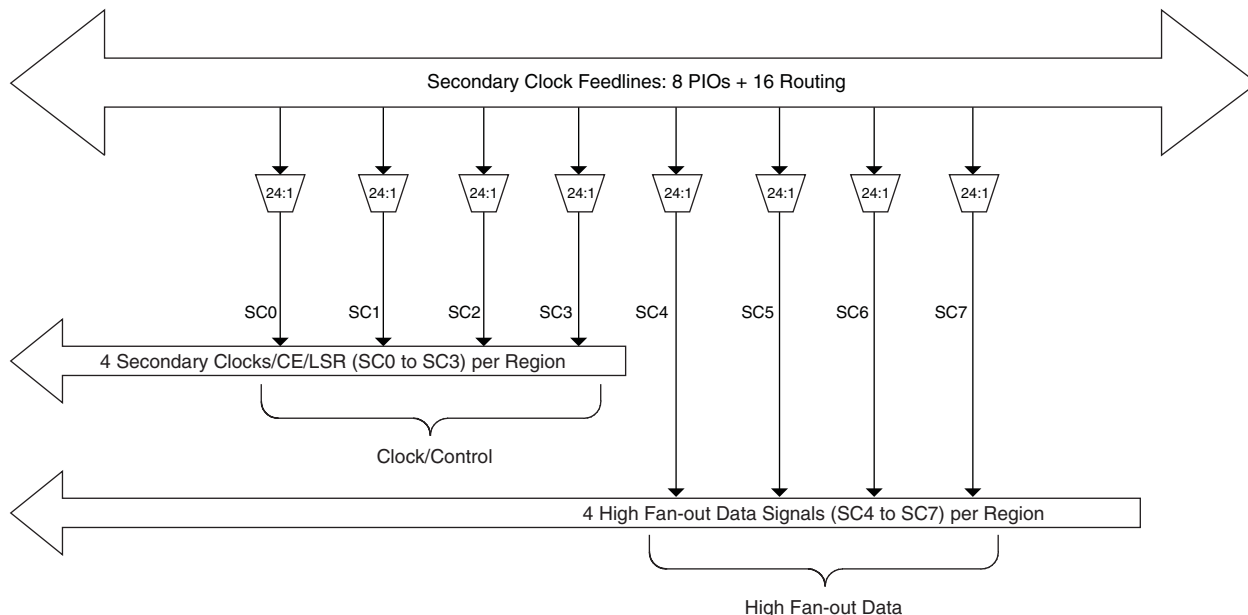 Secondary Clock Feedlines: 8 PIOs + 16 Routing
24:1 24:1 24:1 24:1 24:1 24:1 24:1 24:1
SC0 SC1 SC2 SC3 SC4 SC5 SC6 SC7
4 Secondary Clocks/CE/LSR (SC0 to SC3) per Region
Clock/Control
4 High Fan-out Data Signals (SC4 to SC7) per Region
High Fan-out Data